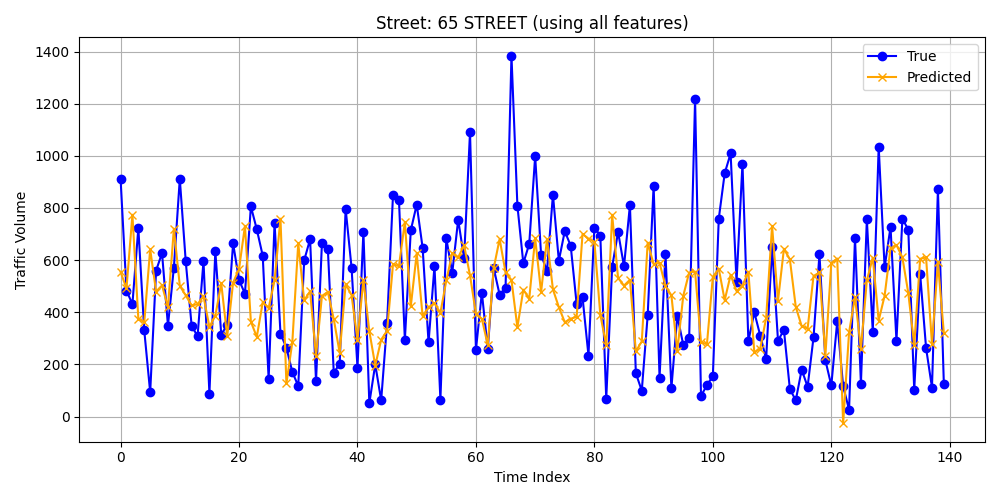 Street: 65 STREET (using all features)
True
Predicted
Traffic Volume
1400
1200
1000
800
600
400
200
0
0 20 40 60 80 100 120 140
Time Index